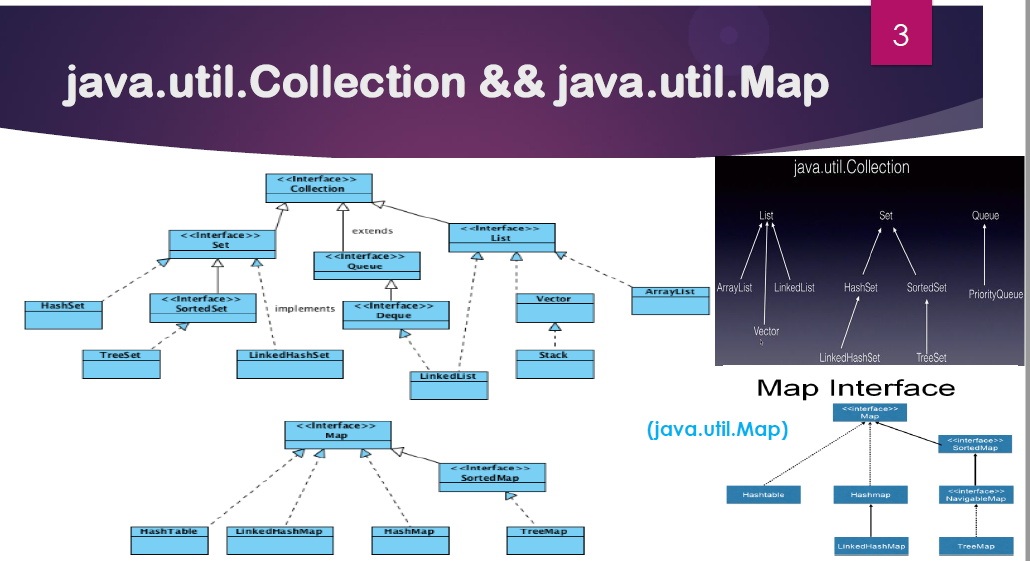 3
java.util.Collection && java.util.Map
<<Interface>>
Collection
<<Interface>>
Set
extends
<<Interface>>
Queue
<<Interface>>
List
HashSet
<<Interface>>
SortedSet
implements
<<Interface>>
Deque
Vector
ArrayList
TreeSet
LinkedHashSet
LinkedList
Stack
<<Interface>>
Map
<<Interface>>
SortedMap
HashTable
LinkedHashMap
HashMap
TreeMap
java.util.Collection
List
Set
Queue
ArrayList
LinkedList
HashSet
SortedSet
PriorityQueue
Vector
LinkedHashSet
TreeSet
Map Interface
(java.util.Map)
<<interface>>
Map
<<interface>>
SortedMap
Hashtable
Hashmap
<<interface>>
NavigableMap
LinkedHashMap
TreeMap